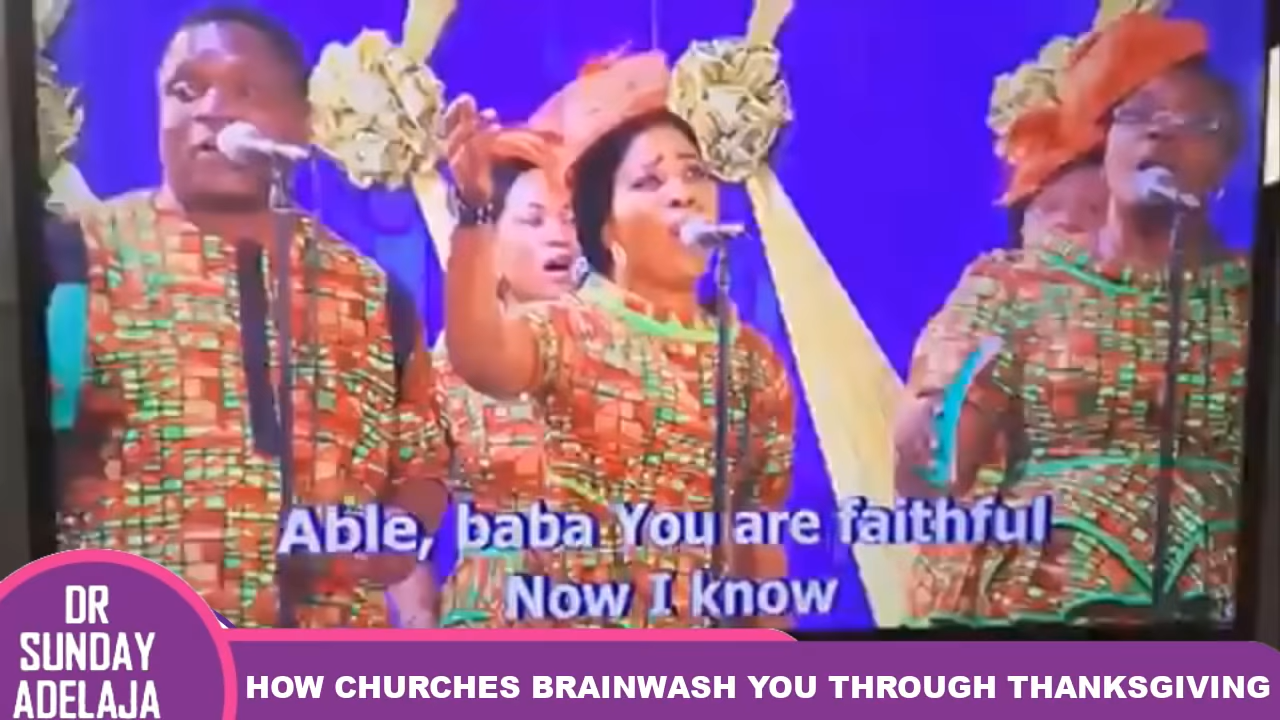 Able, baba You are faithful
Now I know
DR
SUNDAY
ADELAJA
HOW CHURCHES BRAINWASH YOU THROUGH THANKSGIVING